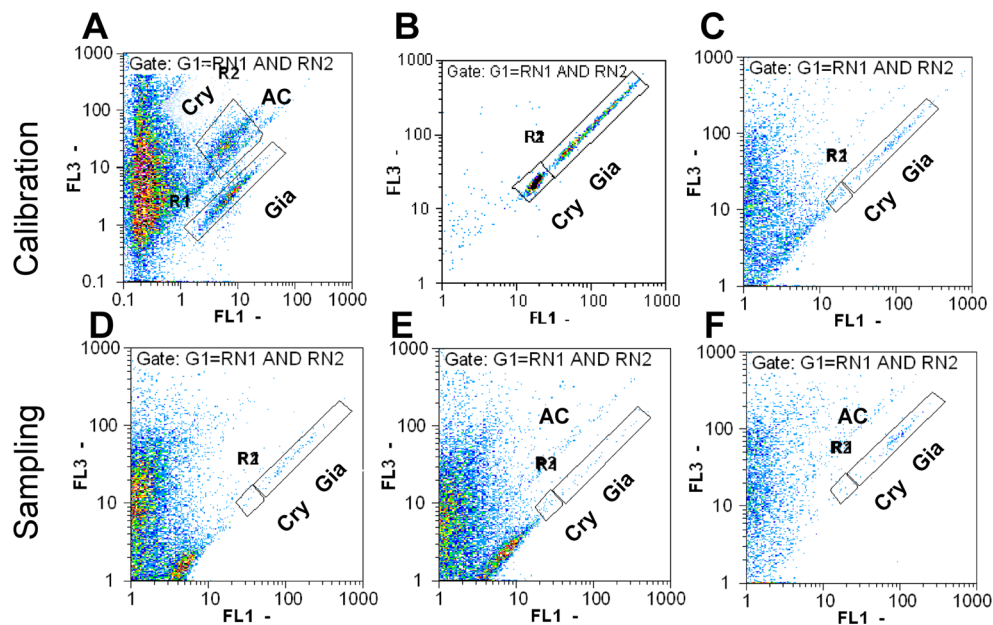 Calibration
A
Gate: G1=RN1 AND RN2
R2
Cry
AC
R1
Gia
1000
100
10
1
0.1
FL3 -
0.1 1 10 100 1000
FL1 -
B
Gate: G1=RN1 AND RN2
Cry
Gia
1000
100
10
1
FL3 -
1 10 100 1000
FL1 -
C
Gate: G1=RN1 AND RN2
Cry
Gia
1000
100
10
1
FL3 -
1 10 100 1000
FL1 -
Sampling
D
Gate: G1=RN1 AND RN2
Cry
Gia
1000
100
10
1
FL3 -
1 10 100 1000
FL1 -
E
Gate: G1=RN1 AND RN2
AC
Cry
Gia
1000
100
10
1
FL3 -
1 10 100 1000
FL1 -
F
Gate: G1=RN1 AND RN2
AC
Cry
Gia
1000
100
10
1
FL3 -
1 10 100 1000
FL1 -